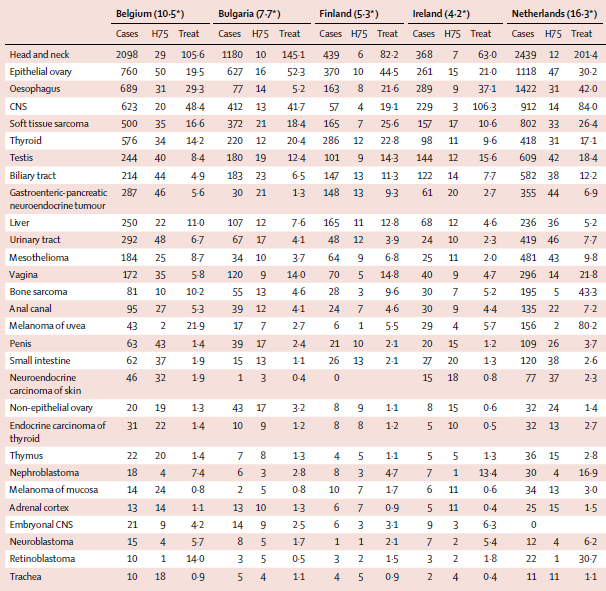 Belgium (10·5*) Bulgaria (7·7*) Finland (5·3*) Ireland (4·2*) Netherlands (16·3*)
Cases H75 Treat Cases H75 Treat Cases H75 Treat Cases H75 Treat Cases H75 Treat
Head and neck 2098 29 105·6 1180 10 145·1 439 6 82·2 368 7 63·0 2439 12 201·4
Epithelial ovary 760 50 19·5 627 16 52·3 370 10 44·5 261 15 21·0 1118 47 30·2
Oesophagus 689 31 29·3 77 14 5·2 163 8 21·6 289 9 37·1 1422 31 42·0
CNS 623 20 48·4 412 13 41·7 57 4 19·1 229 3 106·3 912 14 84·0
Soft tissue sarcoma 500 35 16·6 372 21 18·4 165 7 25·6 157 17 10·6 802 33 26·4
Thyroid 576 34 14·2 220 12 20·4 286 12 22·8 98 11 9·6 418 31 17·1
Testis 244 40 8·4 180 19 12·4 101 9 14·3 144 12 15·6 609 42 18·4
Biliary tract 214 44 4·9 183 23 6·5 147 13 11·3 122 14 7·7 582 38 12·2
Gastroenteric-pancreatic 287 46 5·6 30 21 1·3 148 13 9·3 61 20 2·7 355 44 6·9
neuroendocrine tumour
Liver 250 22 11·0 107 12 7·6 165 11 12·8 68 12 4·6 236 36 5·2
Urinary tract 292 48 6·7 67 17 4·1 48 12 3·9 24 10 2·3 419 46 7·7
Mesothelioma 184 25 8·7 34 10 3·7 64 9 6·8 25 11 2·0 481 43 9·8
Vagina 172 35 5·8 120 9 14·0 70 5 14·8 40 9 4·7 296 14 21·8
Bone sarcoma 81 10 10·2 55 13 4·6 28 3 9·6 30 7 5·2 195 5 43·3
Anal canal 95 27 5·3 39 12 4·1 24 7 4·6 30 9 4·4 135 22 7·2
Melanoma of uvea 43 2 21·9 17 7 2·7 6 1 5·5 29 4 5·7 156 2 80·2
Penis 63 43 1·4 39 17 2·4 21 10 2·1 20 15 1·2 109 26 3·7
Small intestine 62 37 1·9 15 13 1·1 26 13 2·1 27 20 1·3 120 38 2·6
Neuroendocrine 46 32 1·9 1 3 0·4 0 15 18 0·8 77 37 2·3
carcinoma of skin
Non-epithelial ovary 20 19 1·3 43 17 3·2 8 9 1·1 8 15 0·6 32 24 1·4
Endocrine carcinoma of 31 22 1·4 10 9 1·2 8 8 1·2 5 10 0·5 32 13 2·7
thyroid
Thymus 22 20 1·4 7 8 1·3 4 5 1·1 5 5 1·3 36 15 2·8
Nephroblastoma 18 4 7·4 6 3 2·8 8 3 4·7 7 1 13·4 30 4 16·9
Melanoma of mucosa 14 24 0·8 2 5 0·8 10 7 1·7 6 11 0·6 34 13 3·0
Adrenal cortex 13 14 1·1 13 10 1·3 6 7 0·9 5 11 0·4 25 15 1·5
Embryonal CNS 21 9 4·2 14 9 2·5 6 3 3·1 9 3 6·3 0
Neuroblastoma 15 4 5·7 8 5 1·7 1 1 2·1 7 2 5·4 12 4 6·2
Retinoblastoma 10 1 14·0 3 5 0·5 3 2 1·5 3 2 1·8 22 1 30·7
Trachea 10 18 0·9 5 4 1·1 4 5 0·9 2 4 0·4 11 11 1·1